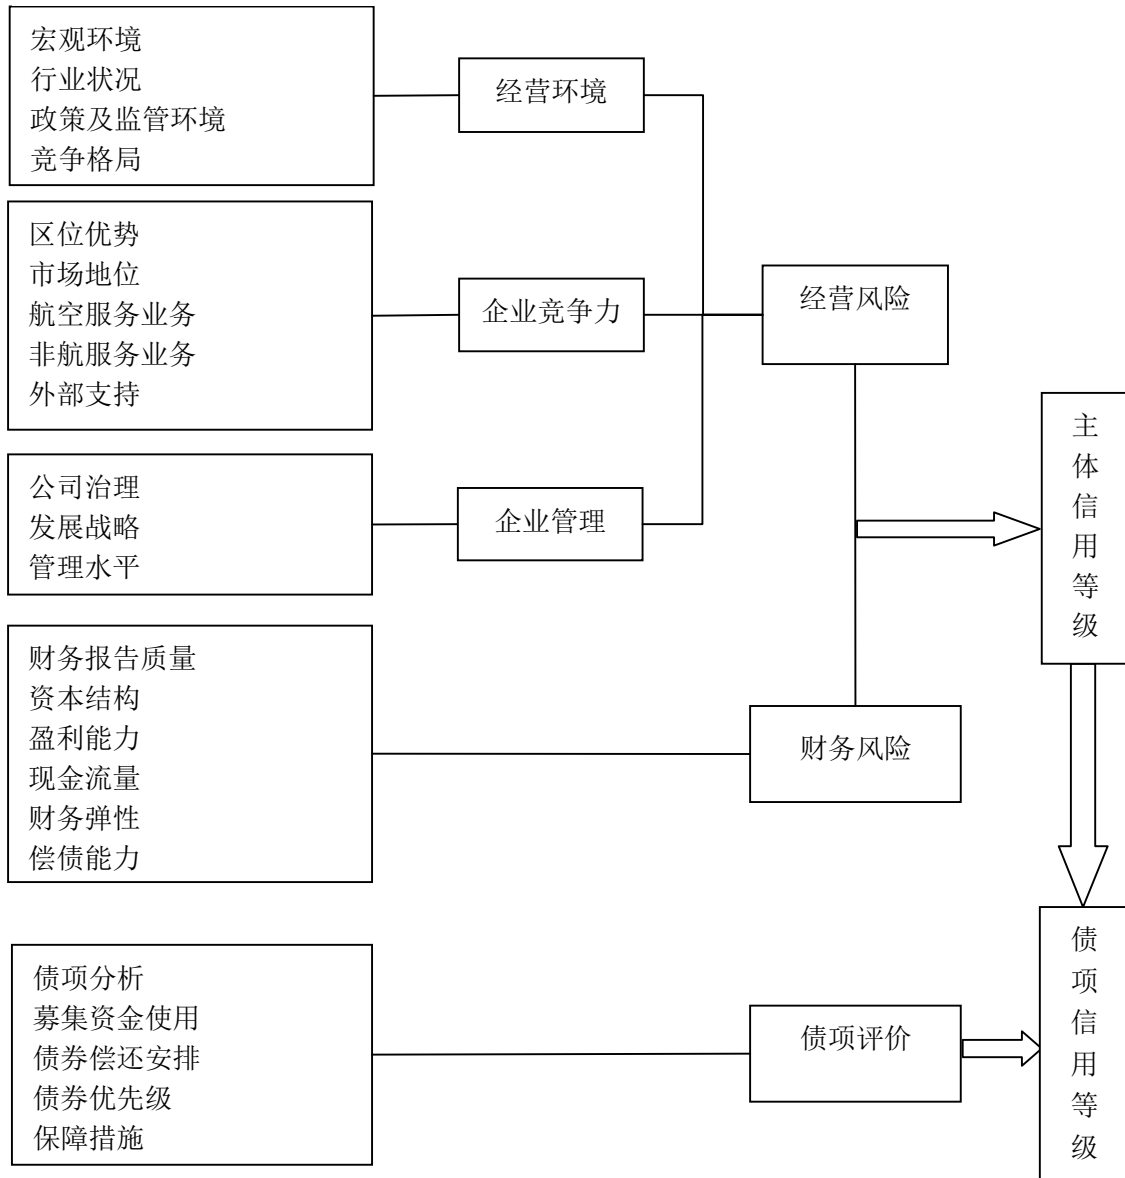 宏观环境
行业状况
政策及监管环境
竞争格局
经营环境
区位优势
市场地位
航空服务业务
非航服务业务
外部支持
企业竞争力
经营风险
公司治理
发展战略
管理水平
企业管理
主体信用等级
财务报告质量
资本结构
盈利能力
现金流量
财务弹性
偿债能力
财务风险
债项分析
募集资金使用
债券偿还安排
债券优先级
保障措施
债项评价
债项信用等级